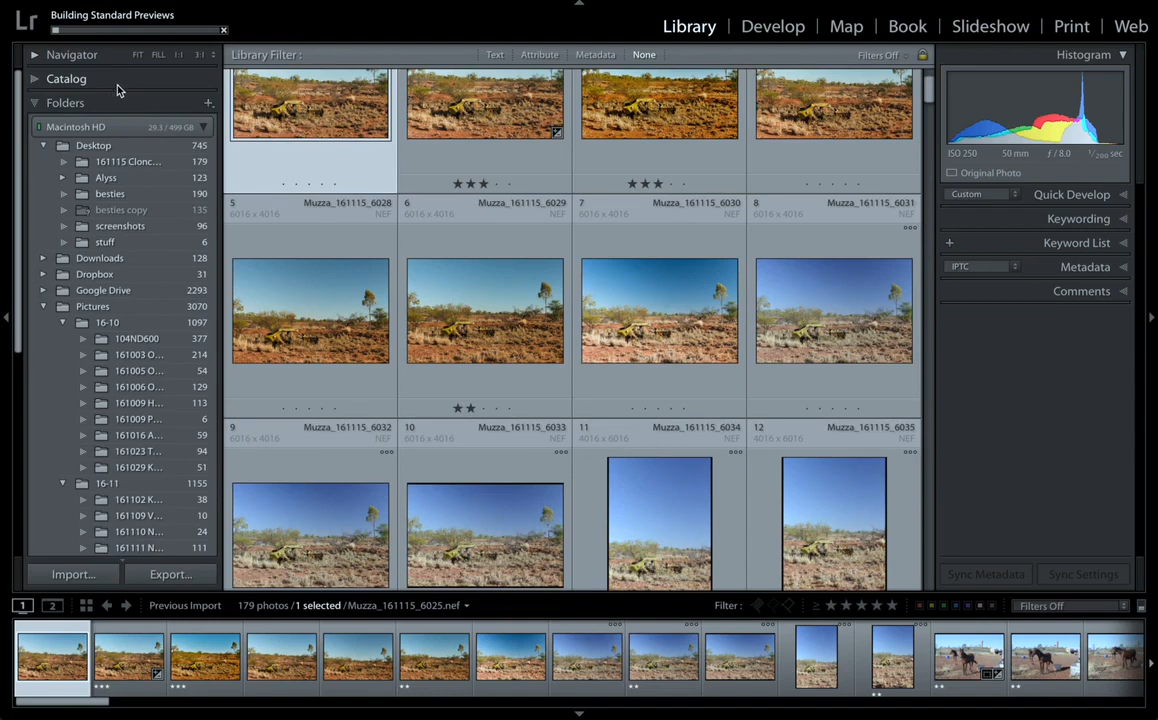 Lr
Building Standard Previews
Library | Develop | Map | Book | Slideshow | Print | Web
Navigator FIT FILL 1:1 3:1
Catalog
Folders
Macintosh HD 29.3 / 499 GB
Desktop 745
161115 Clonc... 179
Alyss 123
besties 190
besties copy 135
screenshots 96
stuff 6
Downloads 128
Dropbox 31
Google Drive 2293
Pictures 3070
16-10 1097
104ND600 377
161003 O... 214
161005 O... 54
161006 O... 129
161009 H... 113
161009 P... 6
161016 A... 59
161023 T... 94
161029 K... 51
16-11 1155
161102 K... 38
161109 V... 10
161110 N... 24
161111 N... 111
Import... Export...
Library Filter : Text Attribute Metadata None Filters Off
5 Muzza_161115_6028
6016 x 4016 NEF
6 Muzza_161115_6029
6016 x 4016 NEF
7 Muzza_161115_6030
6016 x 4016 NEF
8 Muzza_161115_6031
6016 x 4016 NEF
9 Muzza_161115_6032
6016 x 4016 NEF
10 Muzza_161115_6033
6016 x 4016 NEF
11 Muzza_161115_6034
4016 x 6016 NEF
12 Muzza_161115_6035
4016 x 6016 NEF
Histogram
ISO 250 50 mm ƒ / 8.0 1/200 sec
Original Photo
Custom Quick Develop
Keywording
+ Keyword List
IPTC Metadata
Comments
Sync Metadata Sync Settings
1 2 Previous Import 179 photos / 1 selected / Muzza_161115_6025.nef Filter : ≥ ★★★★★ Filters Off